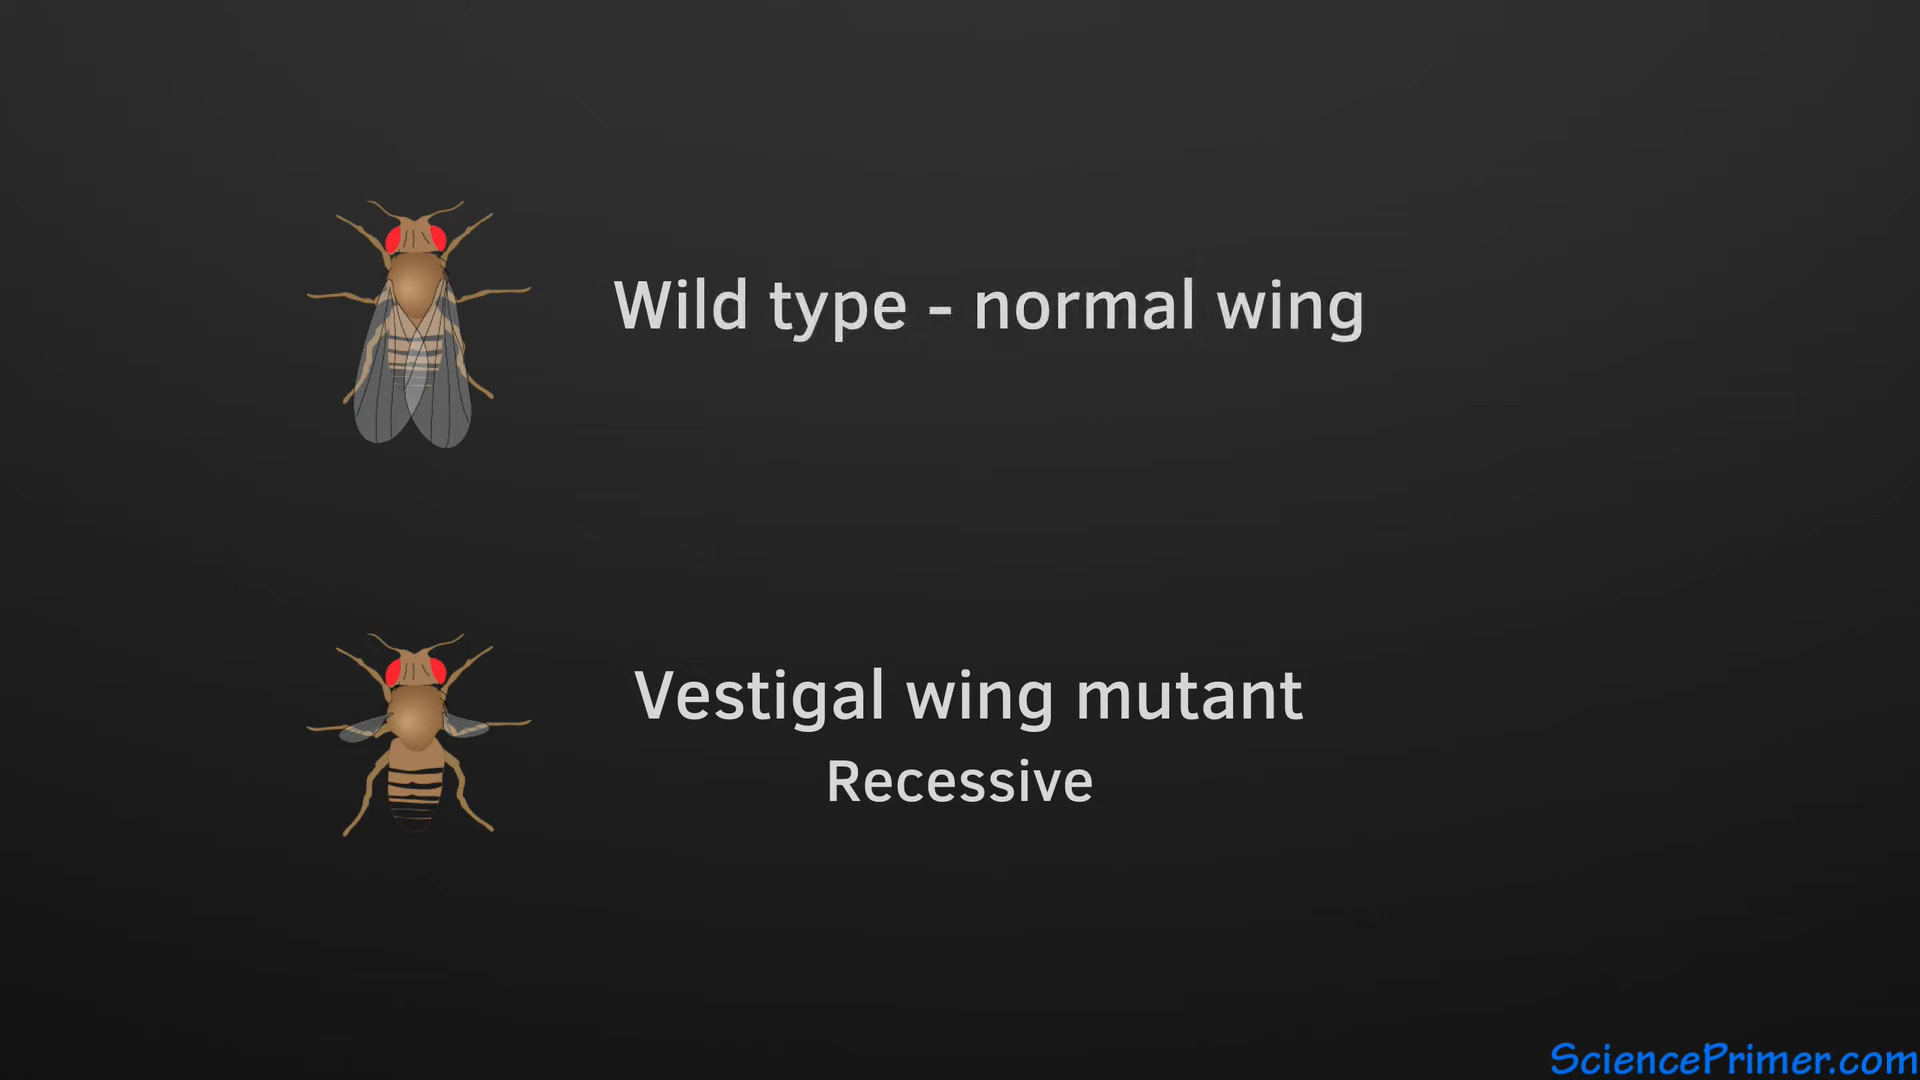 Wild type - normal wing
Vestigal wing mutant
Recessive
SciencePrimer.com